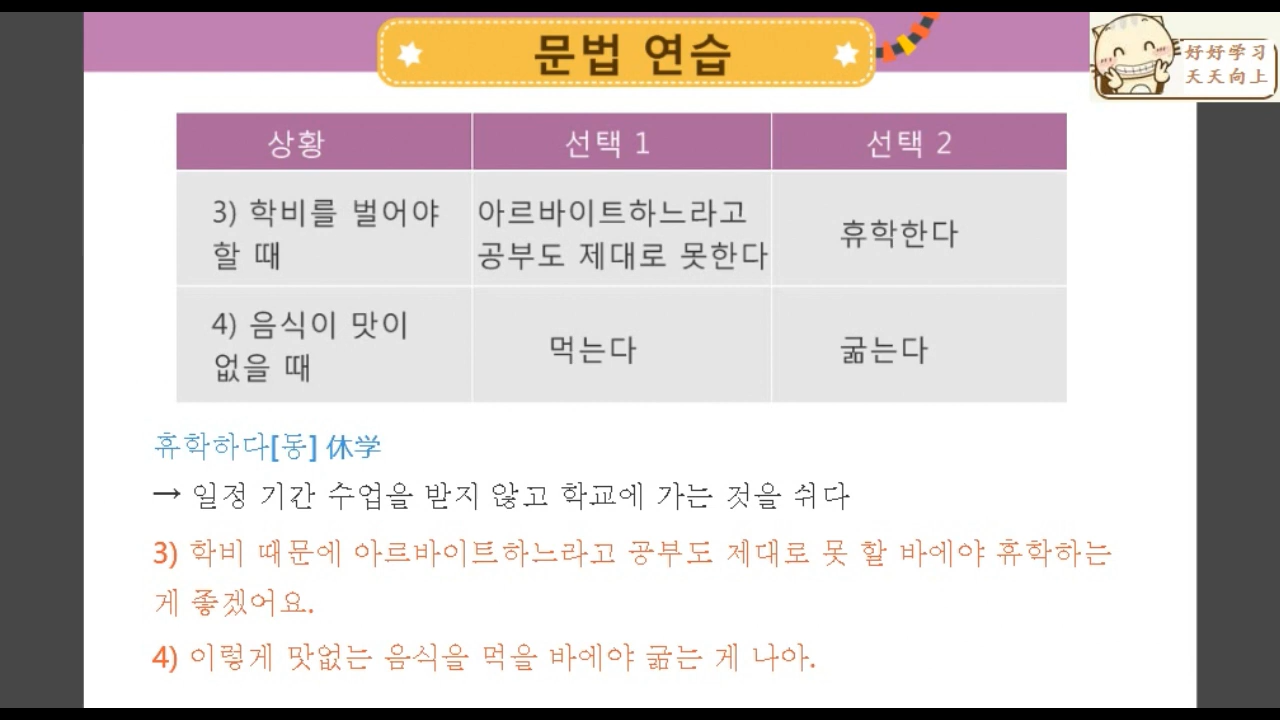 문법 연습
好好学习
天天向上
상황 선택 1 선택 2
3) 학비를 벌어야
할 때
아르바이트하느라고
공부도 제대로 못한다
휴학한다
4) 음식이 맛이
없을 때
먹는다
굶는다
휴학하다[동] 休学
→ 일정 기간 수업을 받지 않고 학교에 가는 것을 쉬다
3) 학비 때문에 아르바이트하느라고 공부도 제대로 못 할 바에야 휴학하는
게 좋겠어요.
4) 이렇게 맛없는 음식을 먹을 바에야 굶는 게 나아.